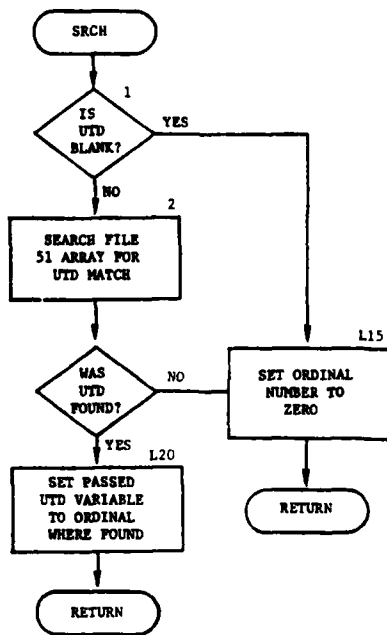 SRCH
1
IS
UTD
BLANK?
YES
NO
2
SEARCH FILE
51 ARRAY FOR
UTD MATCH
WAS
UTD
FOUND?
NO
YES
L15
SET ORDINAL
NUMBER TO
ZERO
RETURN
L20
SET PASSED
UTD VARIABLE
TO ORDINAL
WHERE FOUND
RETURN